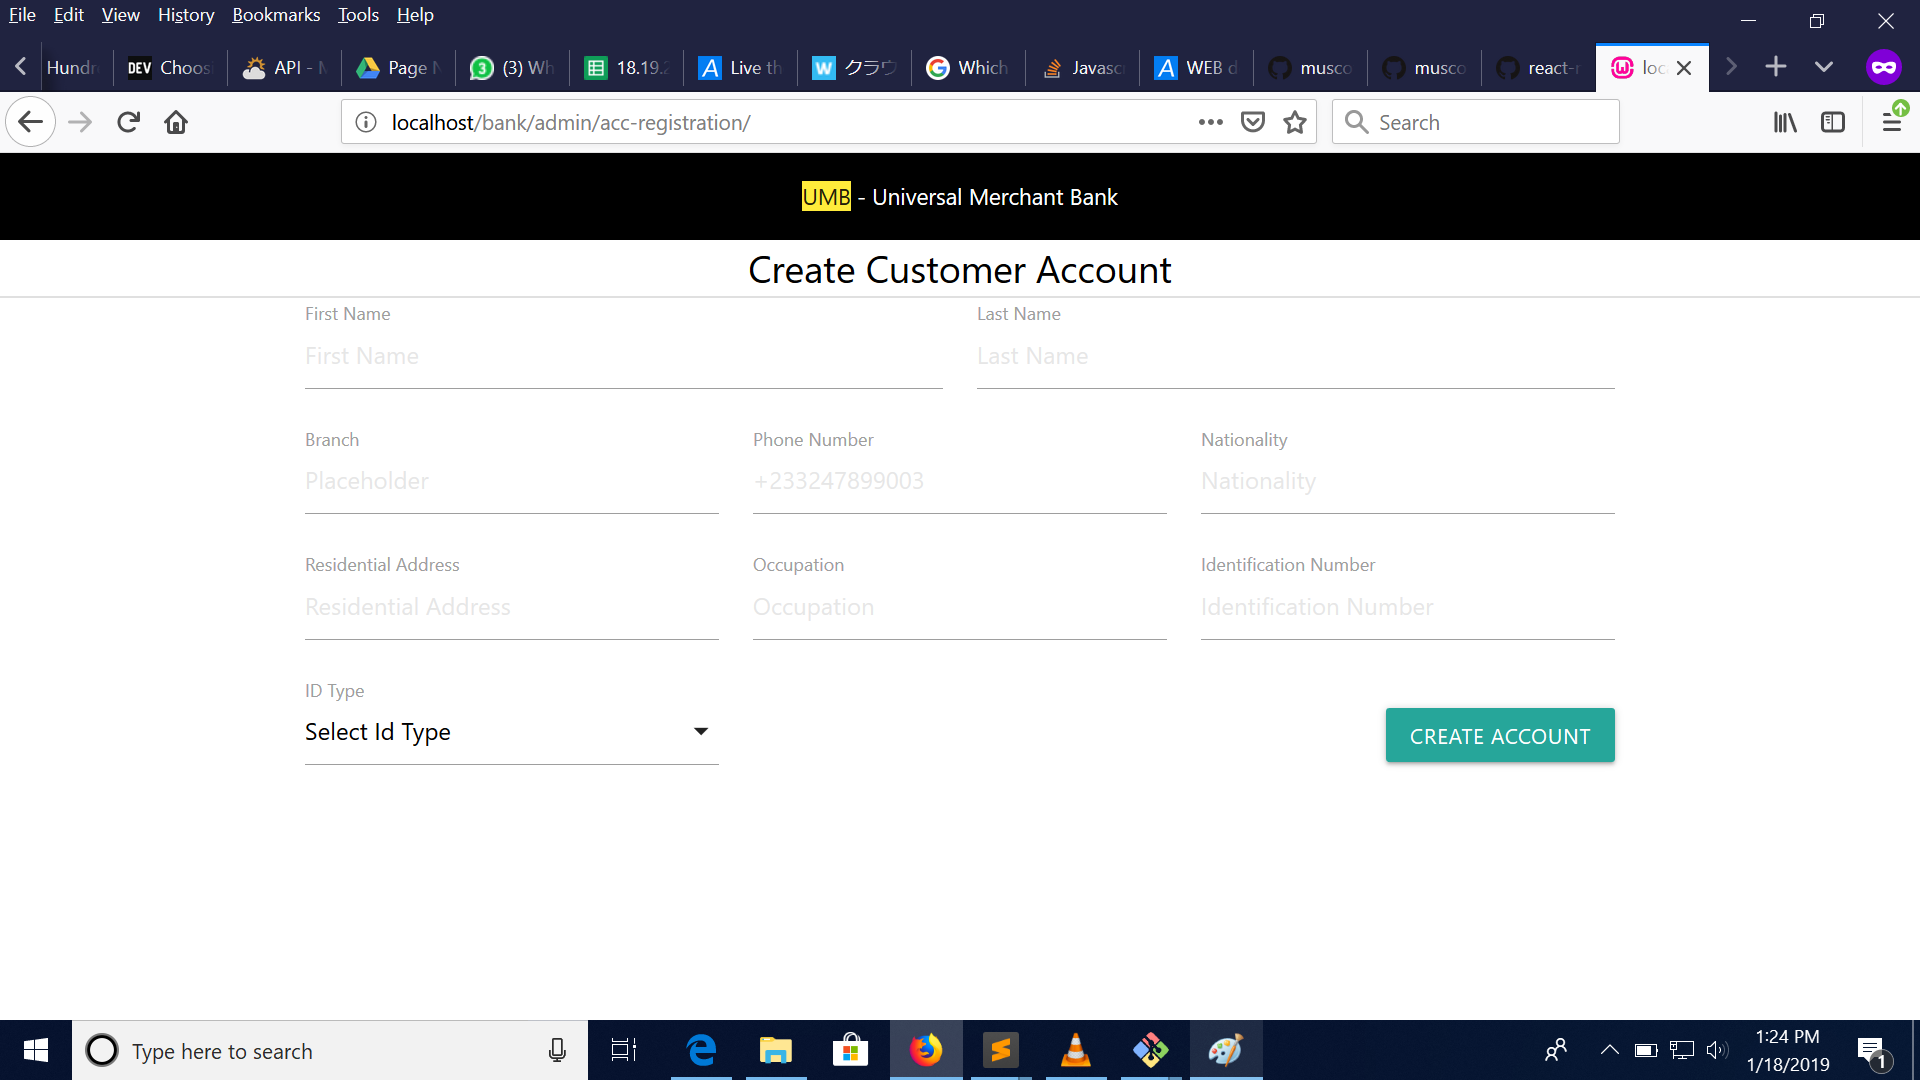 File Edit View History Bookmarks Tools Help
Hundr DEV Choosi API - M Page N 3 (3) Wh 18.19.2 A Live th W クラウ G Which Javasc A WEB d musco musco react-r loc
localhost/bank/admin/acc-registration/ Search
UMB - Universal Merchant Bank
Create Customer Account
First Name Last Name
First Name Last Name
Branch Phone Number Nationality
Placeholder +233247899003 Nationality
Residential Address Occupation Identification Number
Residential Address Occupation Identification Number
ID Type
Select Id Type CREATE ACCOUNT
Type here to search
1:24 PM
1/18/2019
1